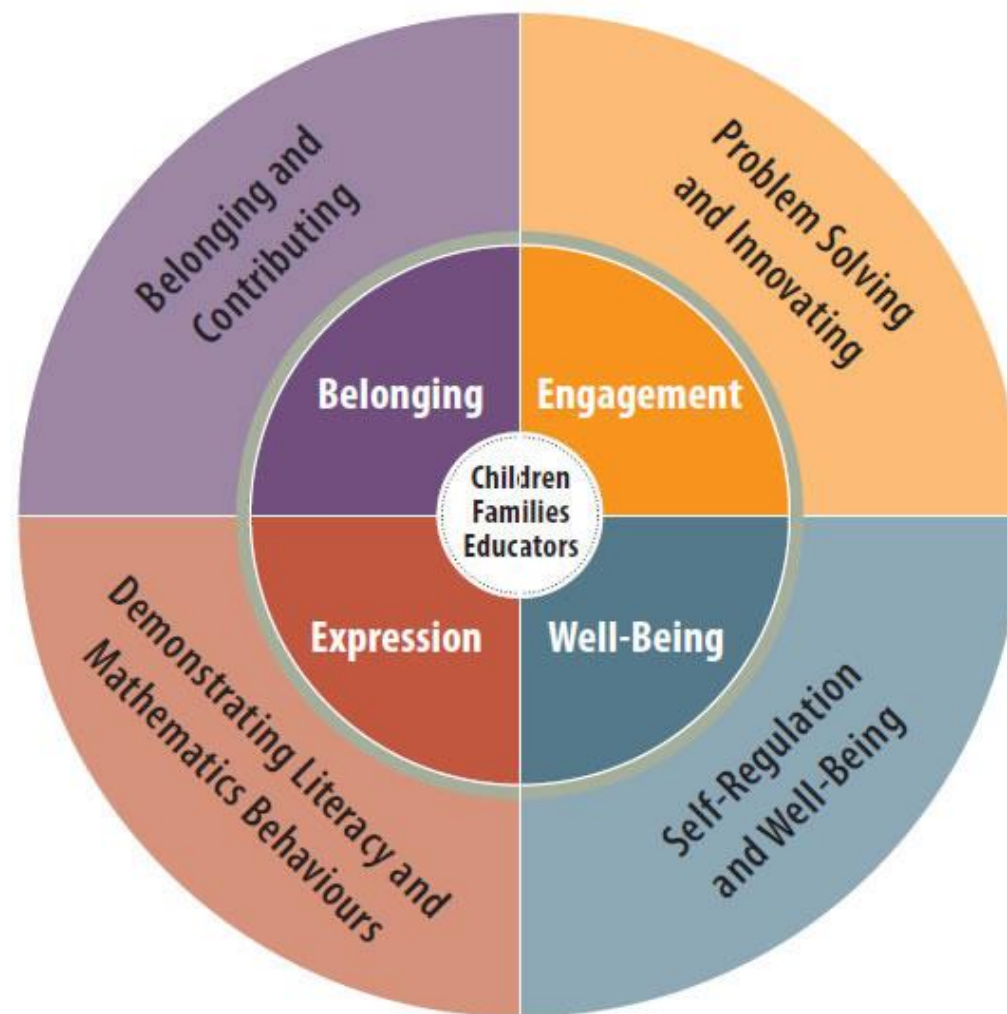 Belonging and
Contributing
Problem Solving
and Innovating
Belonging
Engagement
Children
Families
Educators
Expression
Well-Being
Demonstrating Literacy and
Mathematics Behaviours
Self-Regulation
and Well-Being